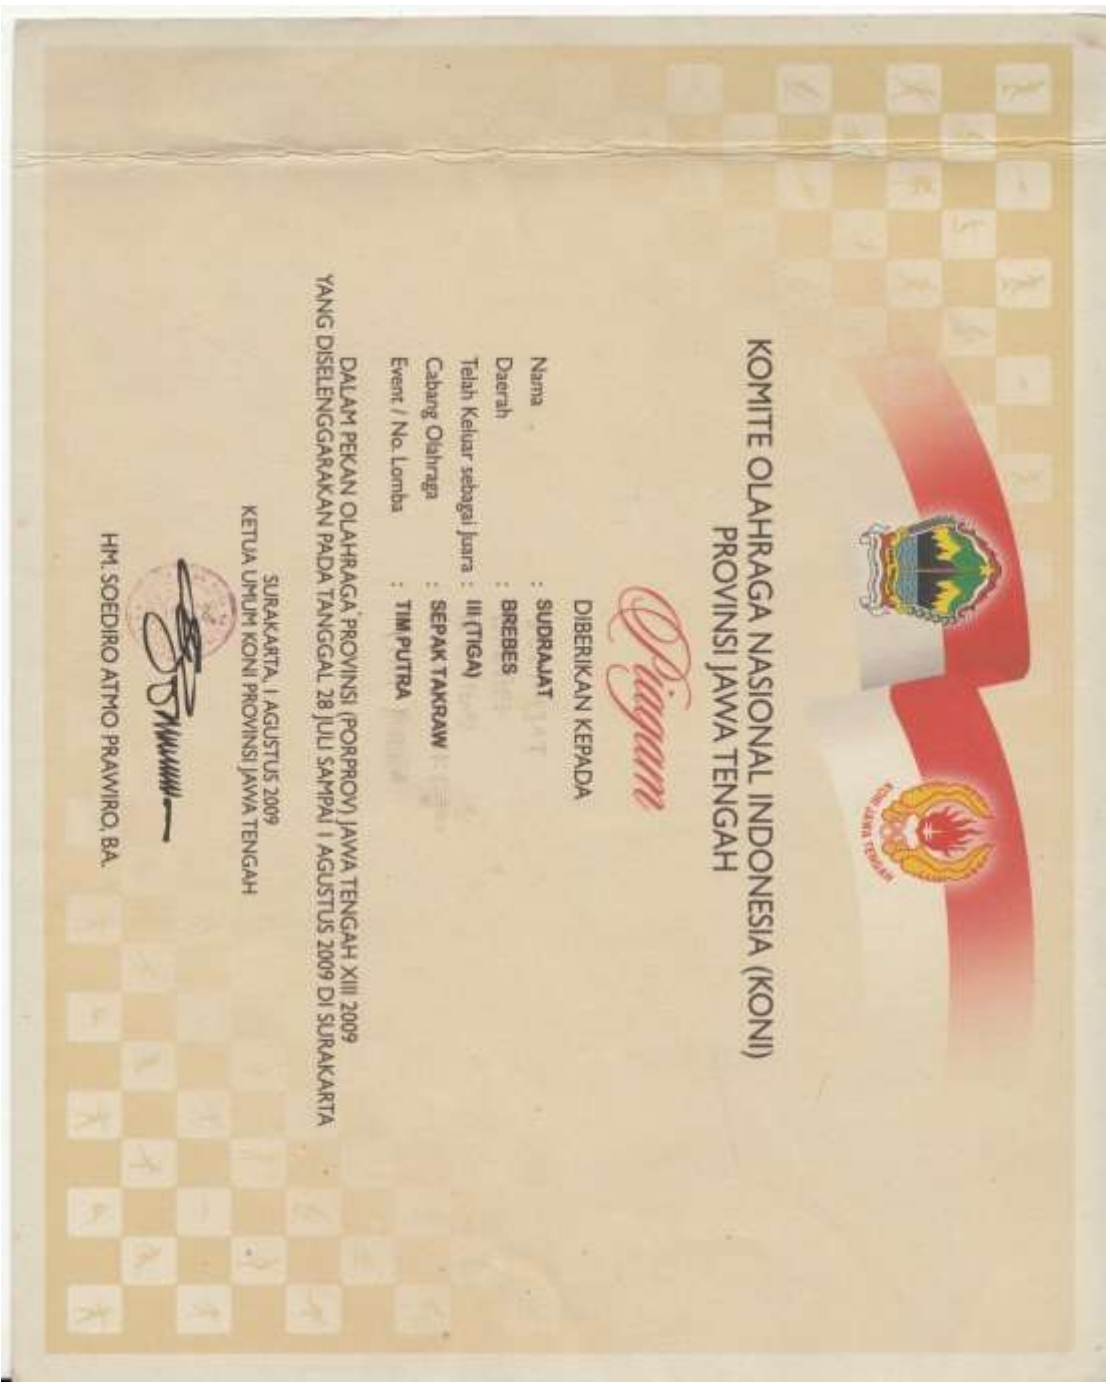 KONI JAWA TENGAH
KOMITE OLAHRAGA NASIONAL INDONESIA (KONI)
PROVINSI JAWA TENGAH
Piagam
DIBERIKAN KEPADA
Nama : SUDRAJAT
Daerah : BREBES
Telah Keluar sebagai Juara : III (TIGA)
Cabang Olahraga : SEPAK TAKRAW
Event / No. Lomba : TIM PUTRA
DALAM PEKAN OLAHRAGA PROVINSI (PORPROV) JAWA TENGAH XIII 2009
YANG DISELENGGARAKAN PADA TANGGAL 28 JULI SAMPAI 1 AGUSTUS 2009 DI SURAKARTA
SURAKARTA, 1 AGUSTUS 2009
KETUA UMUM KONI PROVINSI JAWA TENGAH
HM. SOEDIRO ATMO PRAWIRO, BA.